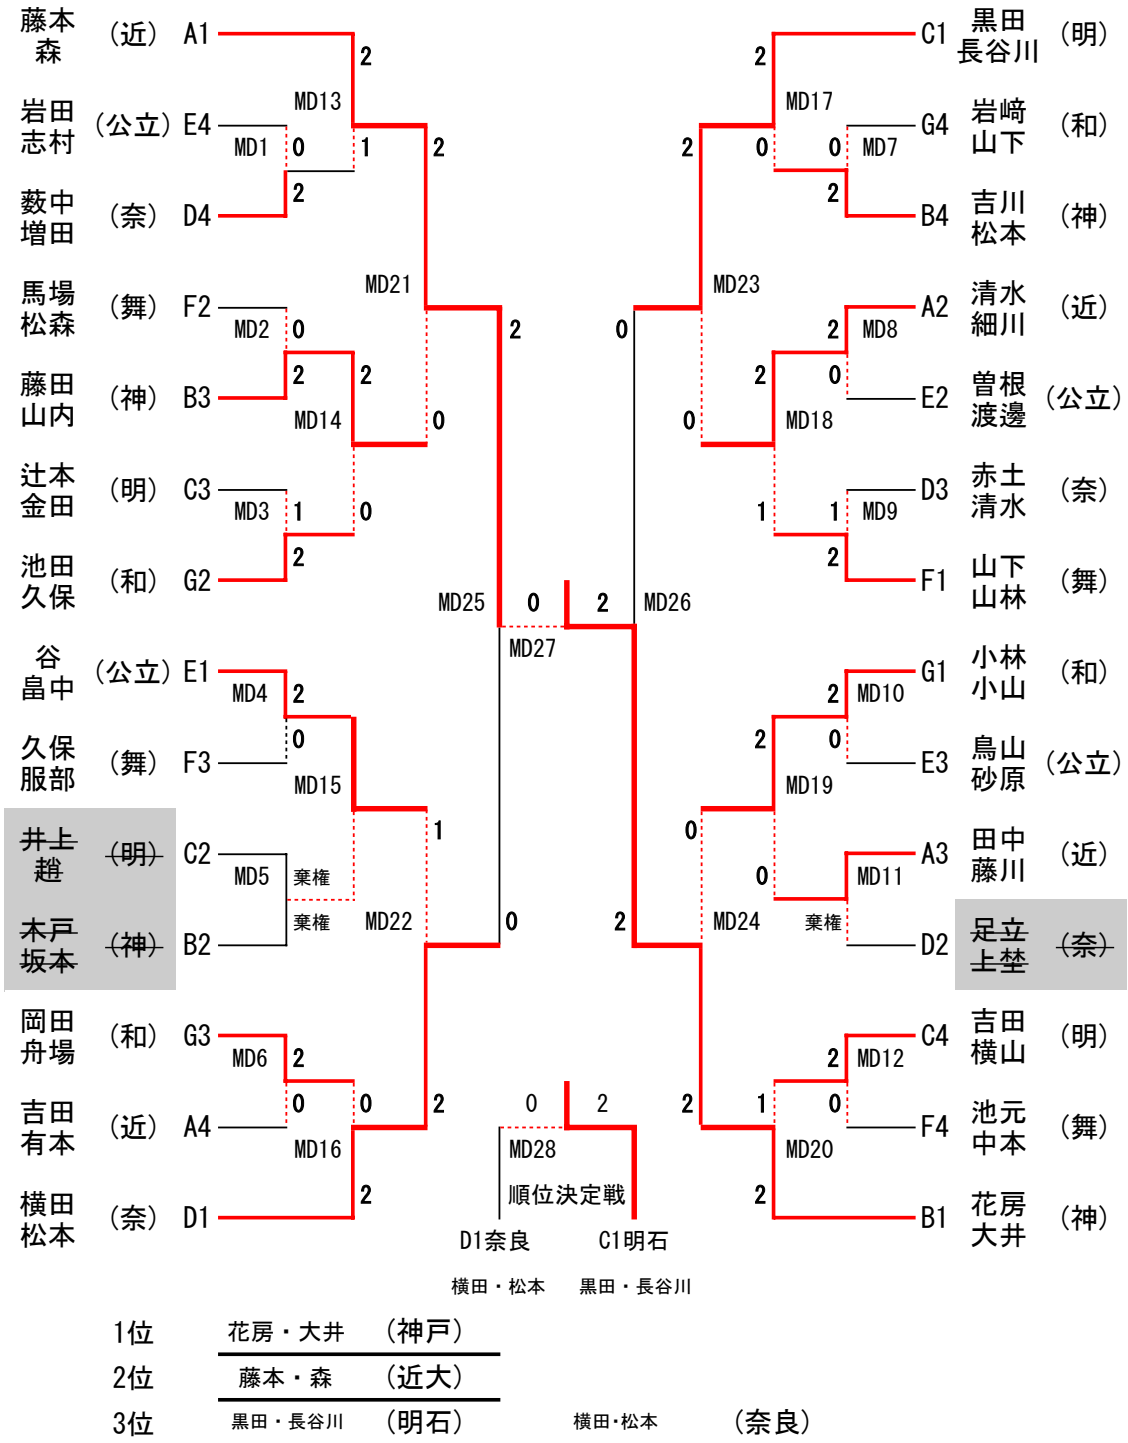 藤本
森
(近) A1
2
MD13
岩田
志村
(公立) E4
MD1
0
1
2
2
薮中
増田
(奈) D4
馬場
松森
(舞) F2
MD2
0
MD21
2
藤田
山内
(神) B3
2
2
MD14
0
辻本
金田
(明) C3
MD3
1
0
池田
久保
(和) G2
2
谷
畠中
(公立) E1
MD4
2
久保
服部
(舞) F3
0
MD15
1
井上
趙
(明) C2
MD5
棄権
木戸
坂本
(神) B2
棄権
MD22
0
岡田
舟場
(和) G3
MD6
2
吉田
有本
(近) A4
0
0
2
MD16
横田
松本
(奈) D1
2
MD25
0
2
MD26
MD27
C1
黒田
長谷川
(明)
2
MD17
G4
岩﨑
山下
(和)
2
0
0
MD7
B4
吉川
松本
(神)
2
MD23
0
A2
清水
細川
(近)
2
MD8
E2
曽根
渡邊
(公立)
2
0
0
MD18
D3
赤土
清水
(奈)
1
1
MD9
F1
山下
山林
(舞)
2
G1
小林
小山
(和)
2
MD10
E3
鳥山
砂原
(公立)
2
0
MD19
0
A3
田中
藤川
(近)
0
MD11
D2
足立
上埜
(奈)
棄権
MD24
2
C4
吉田
横山
(明)
2
MD12
F4
池元
中本
(舞)
2
1
0
MD20
B1
花房
大井
(神)
2
0
2
MD28
順位決定戦
D1奈良 C1明石
横田・松本 黒田・長谷川
1位 花房・大井 (神戸)
2位 藤本・森 (近大)
3位 黒田・長谷川 (明石) 横田・松本 (奈良)